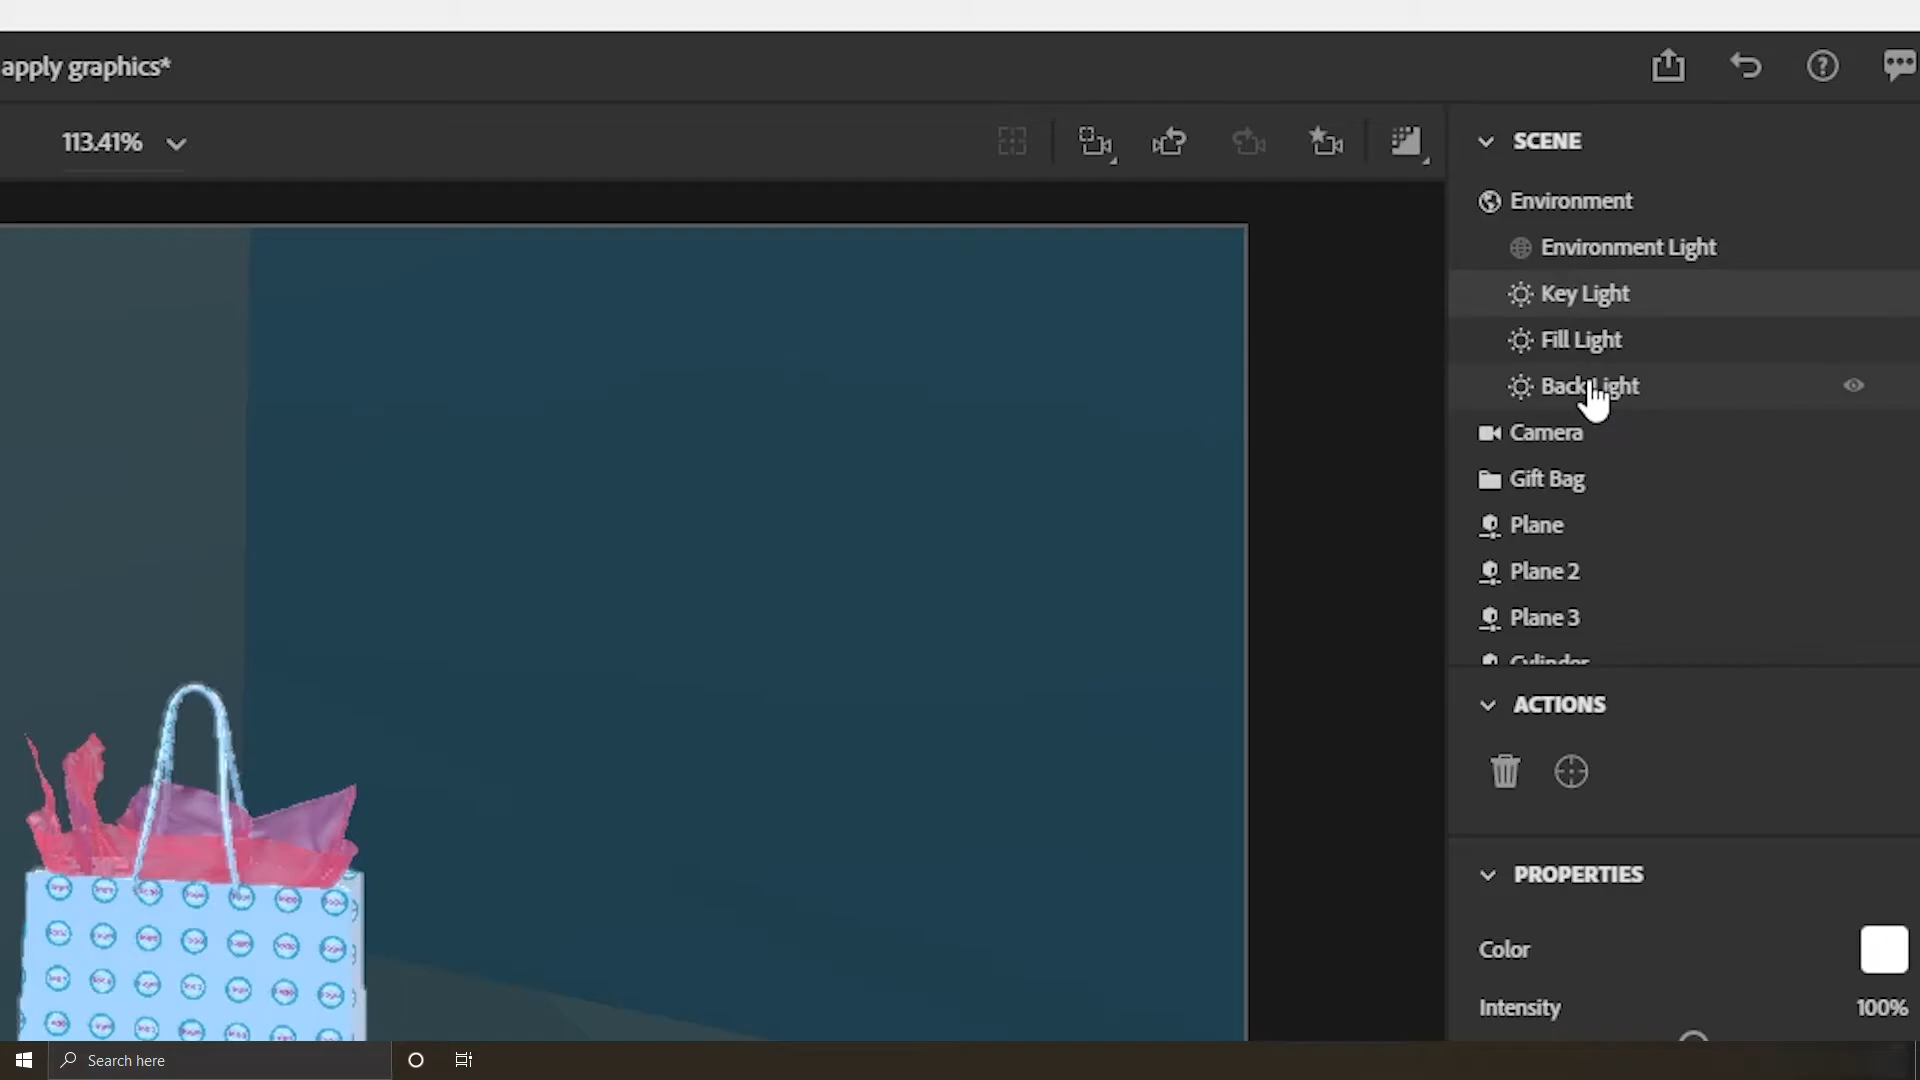 apply graphics*
113.41%
SCENE
Environment
Environment Light
Key Light
Fill Light
Back Light
Camera
Gift Bag
Plane
Plane 2
Plane 3
Cylinder
ACTIONS
PROPERTIES
Color
Intensity 100%
Search here